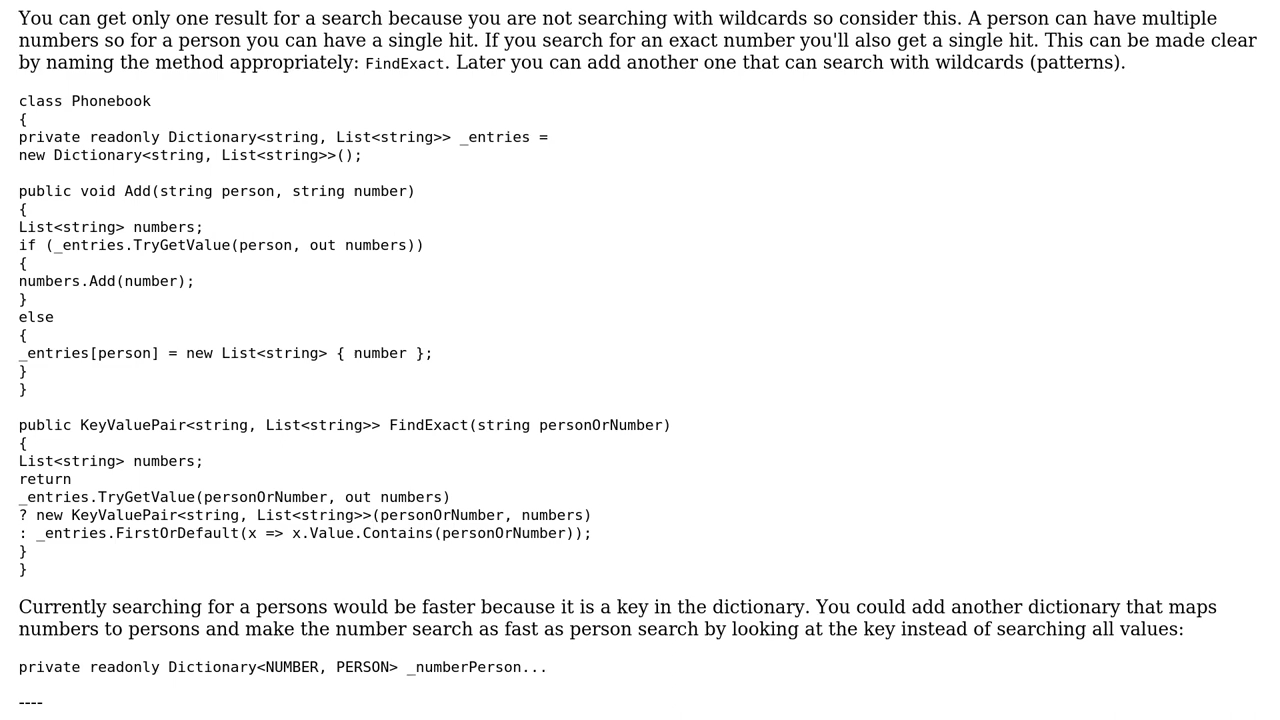 You can get only one result for a search because you are not searching with wildcards so consider this. A person can have multiple
numbers so for a person you can have a single hit. If you search for an exact number you'll also get a single hit. This can be made clear
by naming the method appropriately: FindExact. Later you can add another one that can search with wildcards (patterns).
class Phonebook
{
private readonly Dictionary<string, List<string>> _entries =
new Dictionary<string, List<string>>();
public void Add(string person, string number)
{
List<string> numbers;
if (_entries.TryGetValue(person, out numbers))
{
numbers.Add(number);
}
else
{
_entries[person] = new List<string> { number };
}
}
public KeyValuePair<string, List<string>> FindExact(string personOrNumber)
{
List<string> numbers;
return
_entries.TryGetValue(personOrNumber, out numbers)
? new KeyValuePair<string, List<string>>(personOrNumber, numbers)
: _entries.FirstOrDefault(x => x.Value.Contains(personOrNumber));
}
}
Currently searching for a persons would be faster because it is a key in the dictionary. You could add another dictionary that maps
numbers to persons and make the number search as fast as person search by looking at the key instead of searching all values:
private readonly Dictionary<NUMBER, PERSON> _numberPerson...
----